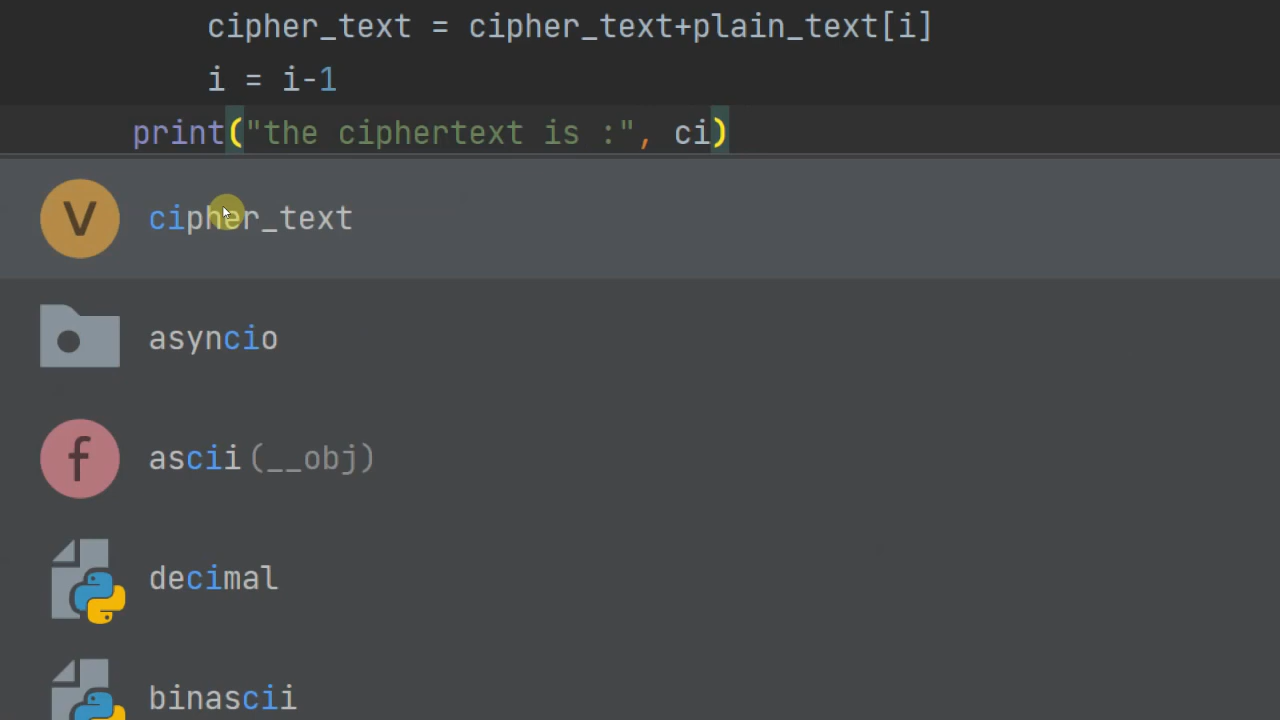 cipher_text = cipher_text+plain_text[i]
i = i-1
print("the ciphertext is :", ci)
V cipher_text
asyncio
f ascii(__obj)
decimal
binascii